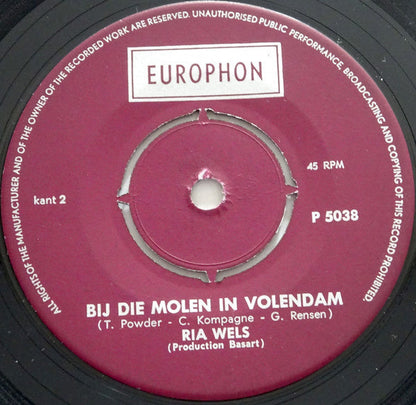 ALL RIGHTS OF THE MANUFACTURER AND OF THE OWNER OF THE RECORDED WORK ARE RESERVED. UNAUTHORISED PUBLIC PERFORMANCE, BROADCASTING AND COPYING OF THIS RECORD PROHIBITED.
EUROPHON
45 RPM
kant 2
P 5038
BIJ DIE MOLEN IN VOLENDAM
(T. Powder - C. Kompagne - G. Rensen)
RIA WELS
(Production Basart)